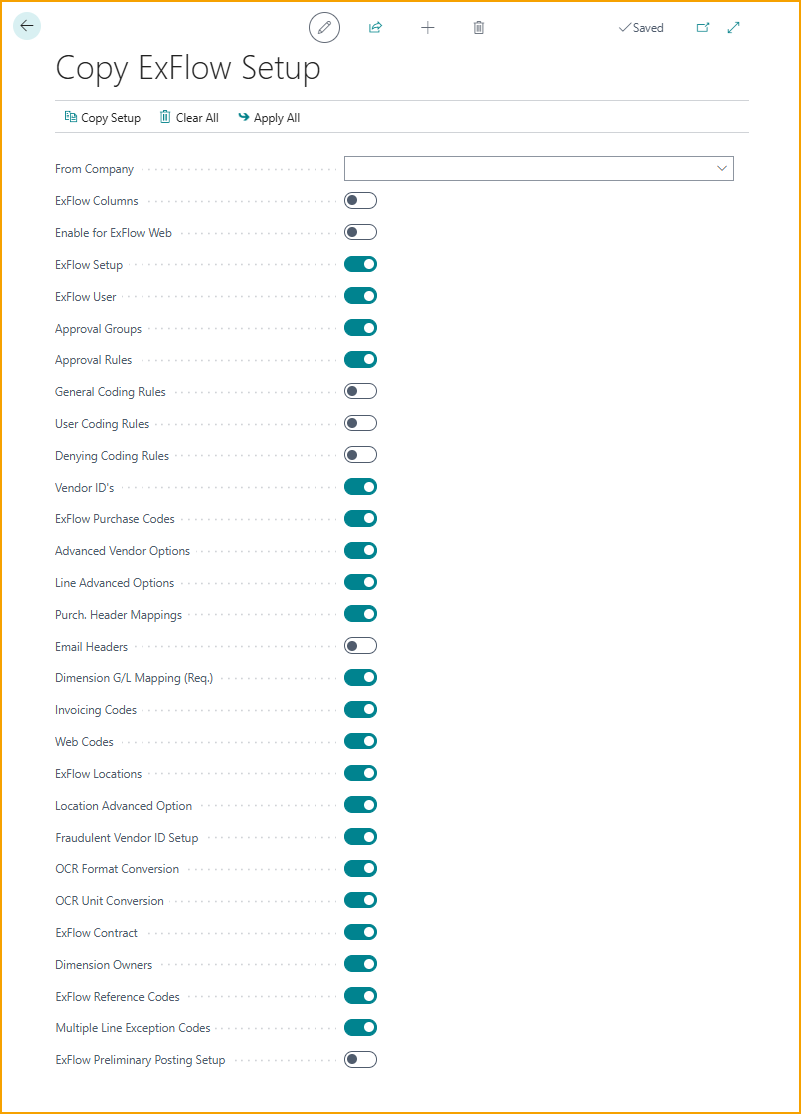 Saved
Copy ExFlow Setup
Copy Setup Clear All Apply All
From Company
ExFlow Columns
Enable for ExFlow Web
ExFlow Setup
ExFlow User
Approval Groups
Approval Rules
General Coding Rules
User Coding Rules
Denying Coding Rules
Vendor ID's
ExFlow Purchase Codes
Advanced Vendor Options
Line Advanced Options
Purch. Header Mappings
Email Headers
Dimension G/L Mapping (Req.)
Invoicing Codes
Web Codes
ExFlow Locations
Location Advanced Option
Fraudulent Vendor ID Setup
OCR Format Conversion
OCR Unit Conversion
ExFlow Contract
Dimension Owners
ExFlow Reference Codes
Multiple Line Exception Codes
ExFlow Preliminary Posting Setup